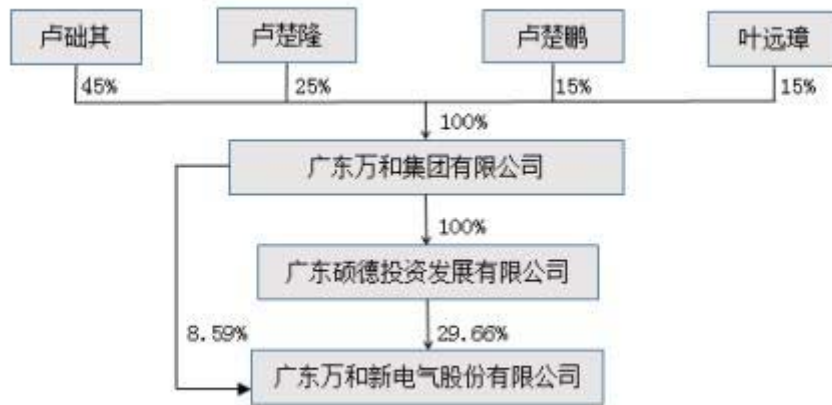 卢础其 卢楚隆 卢楚鹏 叶远璋
45% 25% 15% 15%
100%
广东万和集团有限公司
100%
广东硕德投资发展有限公司
8.59% 29.66%
广东万和新电气股份有限公司